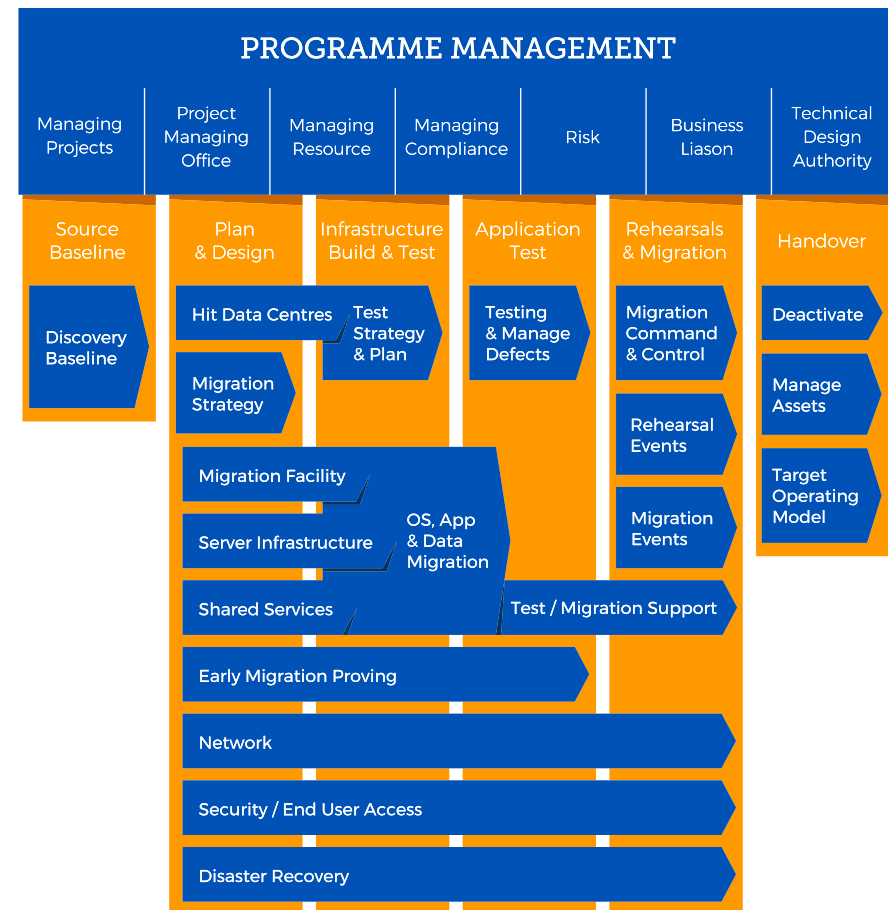 PROGRAMME MANAGEMENT
Managing
Projects
Project
Managing
Office
Managing
Resource
Managing
Compliance
Risk
Business
Liason
Technical
Design
Authority
Source
Baseline
Plan
& Design
Infrastructure
Build & Test
Application
Test
Rehearsals
& Migration
Handover
Discovery
Baseline
Hit Data Centres
Test
Strategy
& Plan
Testing
& Manage
Defects
Migration
Command
& Control
Deactivate
Migration
Strategy
Rehearsal
Events
Manage
Assets
Migration Facility
Server Infrastructure
Shared Services
OS, App
& Data
Migration
Migration
Events
Target
Operating
Model
Test / Migration Support
Early Migration Proving
Network
Security / End User Access
Disaster Recovery